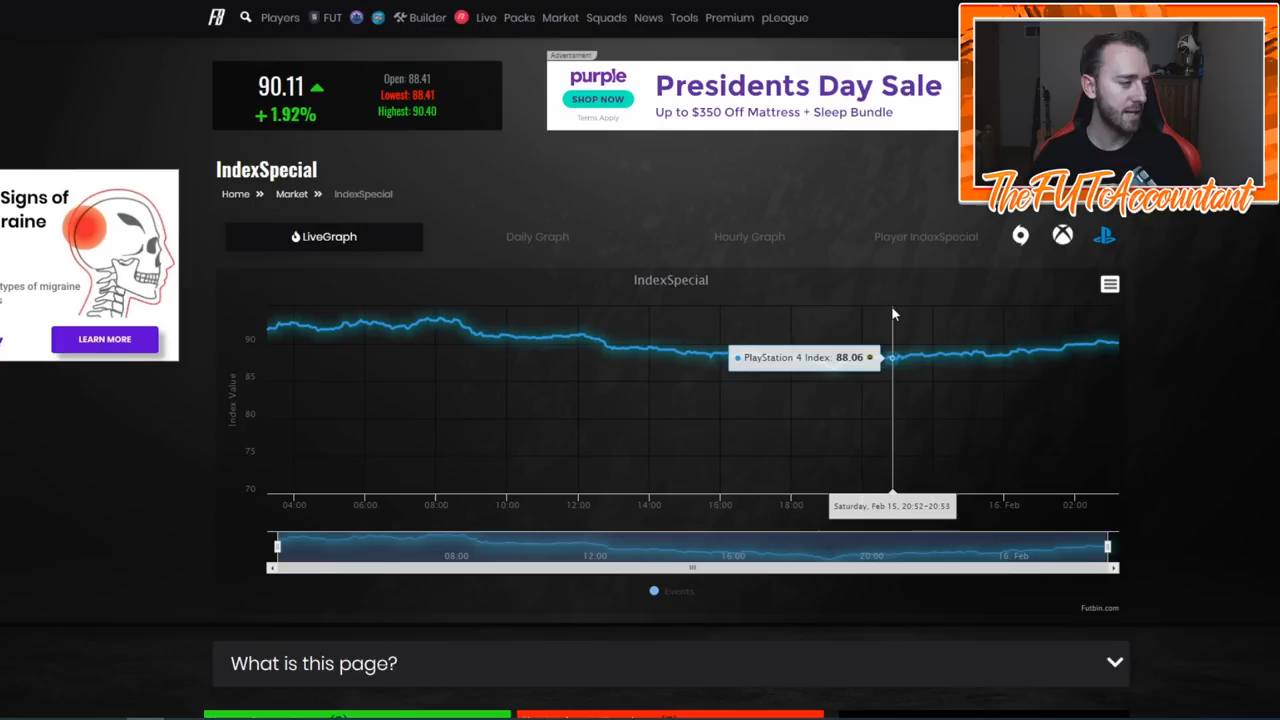 FB Players FUT Builder Live Packs Market Squads News Tools Premium pLeague
Advertisment
90.11
+1.92%
Open: 88.41
Lowest: 88.41
Highest: 90.40
purple
SHOP NOW
Terms Apply
Presidents Day Sale
Up to $350 Off Mattress + Sleep Bundle
TheFUTAccountant
Signs of
raine
types of migraine
s
LEARN MORE
IndexSpecial
Home Market IndexSpecial
LiveGraph Daily Graph Hourly Graph Player IndexSpecial
IndexSpecial
Index Value
90
85
80
75
70
PlayStation 4 Index: 88.06
04:00 06:00 08:00 10:00 12:00 14:00 16:00 18:00 16. Feb 02:00
Saturday, Feb 15, 20:52-20:53
08:00 12:00 16:00 20:00 16. Feb
Events
Futbin.com
What is this page?